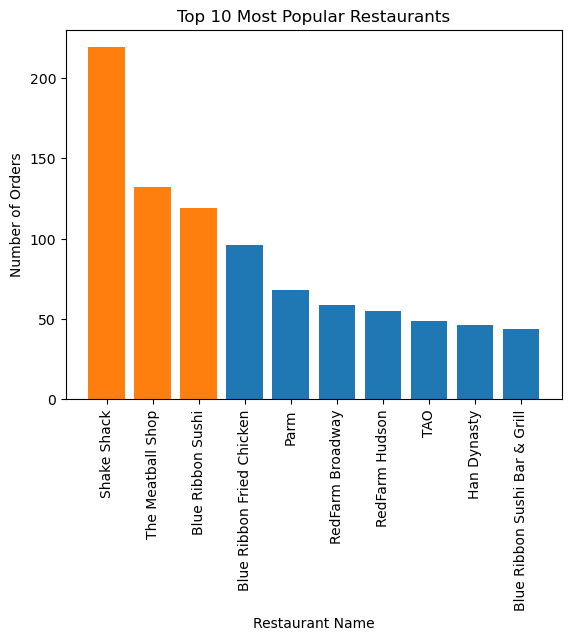 Top 10 Most Popular Restaurants
Number of Orders
200
150
100
50
0
Shake Shack
The Meatball Shop
Blue Ribbon Sushi
Blue Ribbon Fried Chicken
Parm
RedFarm Broadway
RedFarm Hudson
TAO
Han Dynasty
Blue Ribbon Sushi Bar & Grill
Restaurant Name